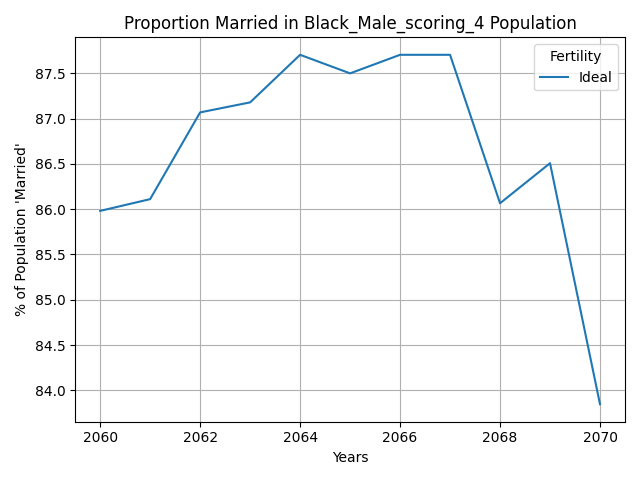 Proportion Married in Black_Male_scoring_4 Population
Fertility
Ideal
87.5
87.0
86.5
86.0
85.5
85.0
84.5
84.0
% of Population 'Married'
2060
2062
2064
2066
2068
2070
Years